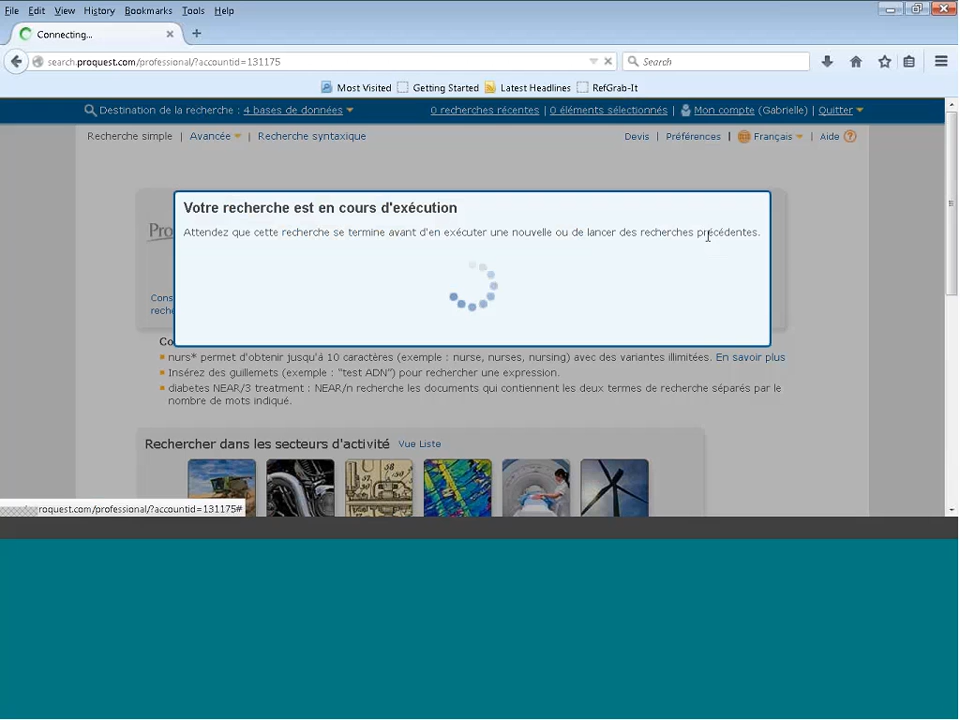 File Edit View History Bookmarks Tools Help
Connecting...
search.proquest.com/professional/?accountid=131175
Search
Most Visited Getting Started Latest Headlines RefGrab-It
Destination de la recherche : 4 bases de données 0 recherches récentes | 0 éléments sélectionnés | Mon compte (Gabrielle) | Quitter
Recherche simple | Avancée | Recherche syntaxique Devis | Préférences | Français | Aide ?
Votre recherche est en cours d'exécution
Attendez que cette recherche se termine avant d'en exécuter une nouvelle ou de lancer des recherches précédentes.
nurs* permet d'obtenir jusqu'à 10 caractères (exemple : nurse, nurses, nursing) avec des variantes illimitées. En savoir plus
Insérez des guillemets (exemple : "test ADN") pour rechercher une expression.
diabetes NEAR/3 treatment : NEAR/n recherche les documents qui contiennent les deux termes de recherche séparés par le
nombre de mots indiqué.
Rechercher dans les secteurs d'activité Vue Liste
roquest.com/professional/?accountid=131175#